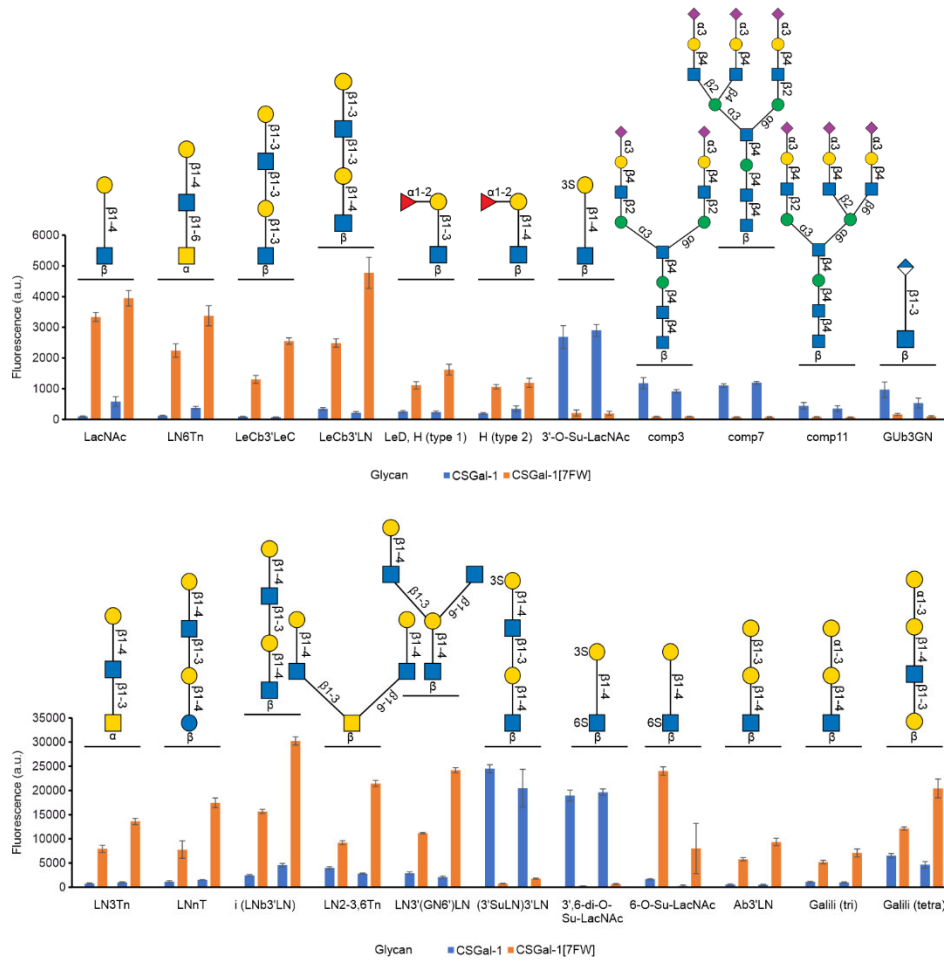 α3 α3 α3
β4 β4 β4
β2 β4 β2
α3 α6
β4
β4
β4
β
α3 α3
β4 β4
β2 β2
α3 α6
β4
β4
β4
β
α3 α3 α3
β4 β4 β4
β4 β2 β6
α3 α6
β4
β4
β4
β
β1-4
β
β1-4
β1-6
α
β1-3
β1-3
β1-3
β
β1-3
β1-3
β1-4
β
α1-2
β1-3
β
α1-2
β1-4
β
3S
β1-4
β
β1-3
β
Fluorescence (a.u.)
6000
5000
4000
3000
2000
1000
0
LacNAc LN6Tn LeCb3'LeC LeCb3'LN LeD, H (type 1) H (type 2) 3'-O-Su-LacNAc comp3 comp7 comp11 GUb3GN
Glycan CSGal-1 CSGal-1[7FW]
β1-4
β1-3
α
β1-4
β1-3
β1-4
β
β1-4
β1-3
β1-4
β
β1-4 β1-4
β1-3 β1-6
β
β1-4
β1-3 β1-6
β1-4
β
3S
β1-4
β1-3
β1-4
β
3S
β1-4
6S
β
β1-4
6S
β
β1-3
β1-4
β
α1-3
β1-4
β
α1-3
β1-4
β1-3
β
Fluorescence (a.u.)
35000
30000
25000
20000
15000
10000
5000
0
LN3Tn LNnT i (LNb3'LN) LN2-3,6Tn LN3'(GN6')LN (3'SuLN)3'LN 3',6-di-O- 6-O-Su-LacNAc Ab3'LN Galili (tri) Galili (tetra)
Su-LacNAc
Glycan CSGal-1 CSGal-1[7FW]